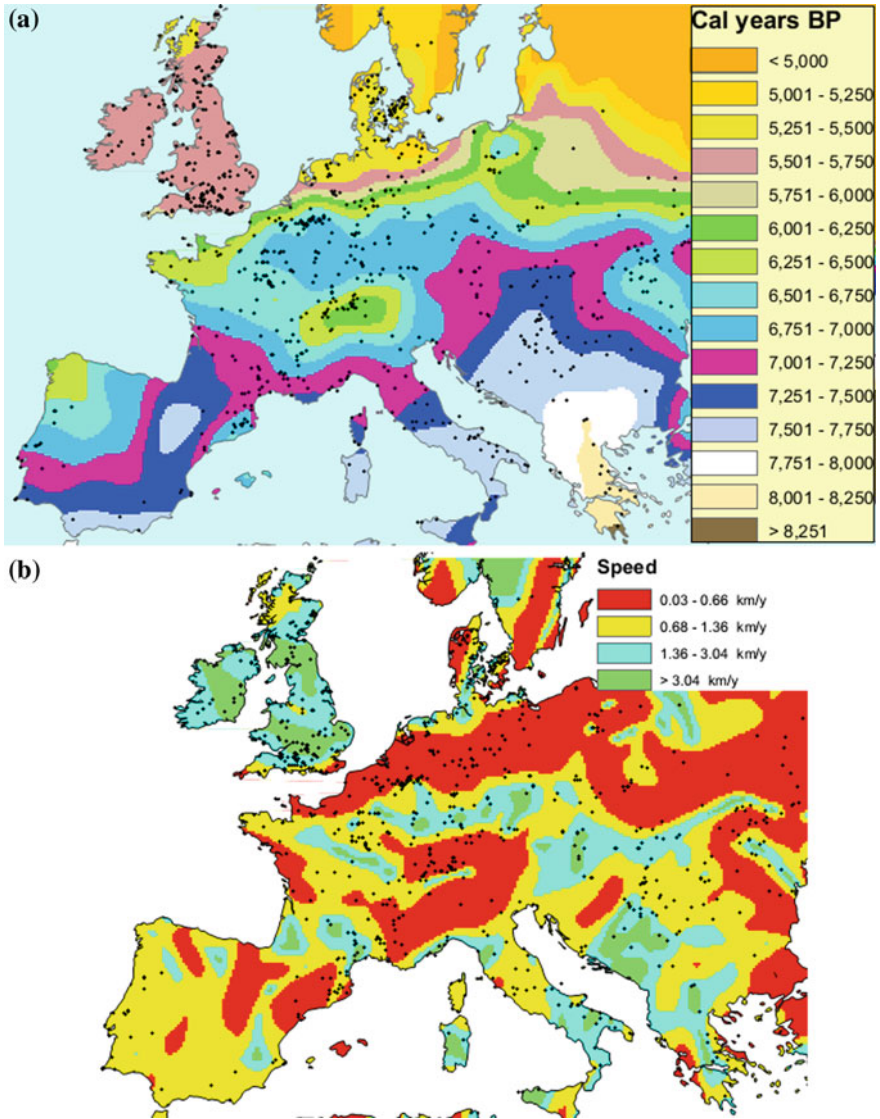 (a)
Cal years BP
< 5,000
5,001 - 5,250
5,251 - 5,500
5,501 - 5,750
5,751 - 6,000
6,001 - 6,250
6,251 - 6,500
6,501 - 6,750
6,751 - 7,000
7,001 - 7,250
7,251 - 7,500
7,501 - 7,750
7,751 - 8,000
8,001 - 8,250
> 8,251
(b)
Speed
0.03 - 0.66 km/y
0.68 - 1.36 km/y
1.36 - 3.04 km/y
> 3.04 km/y